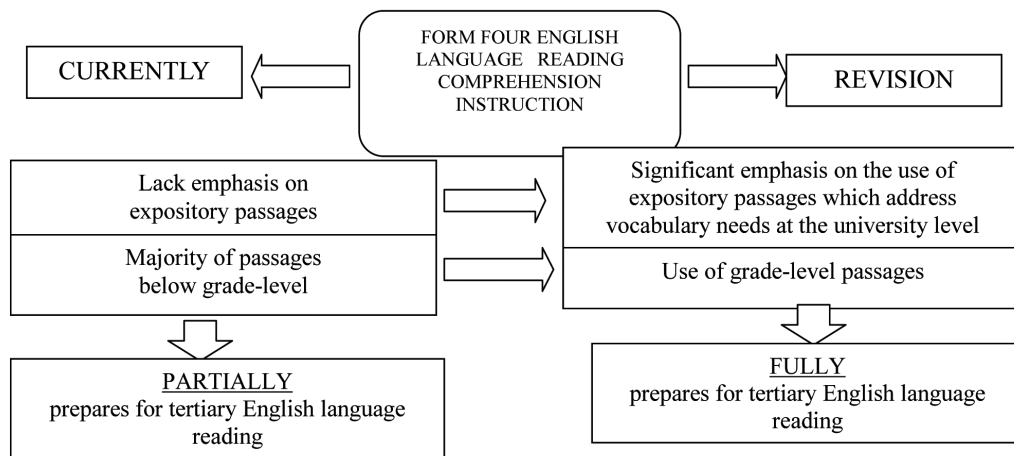 FORM FOUR ENGLISH
LANGUAGE READING
COMPREHENSION
INSTRUCTION
CURRENTLY
REVISION
Lack emphasis on
expository passages
Significant emphasis on the use of
expository passages which address
vocabulary needs at the university level
Majority of passages
below grade-level
Use of grade-level passages
PARTIALLY
prepares for tertiary English language
reading
FULLY
prepares for tertiary English language
reading